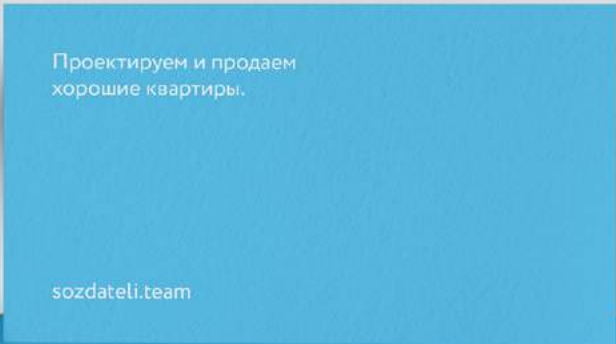 Проектируем и продаем
хорошие квартиры.
sozdateli.team